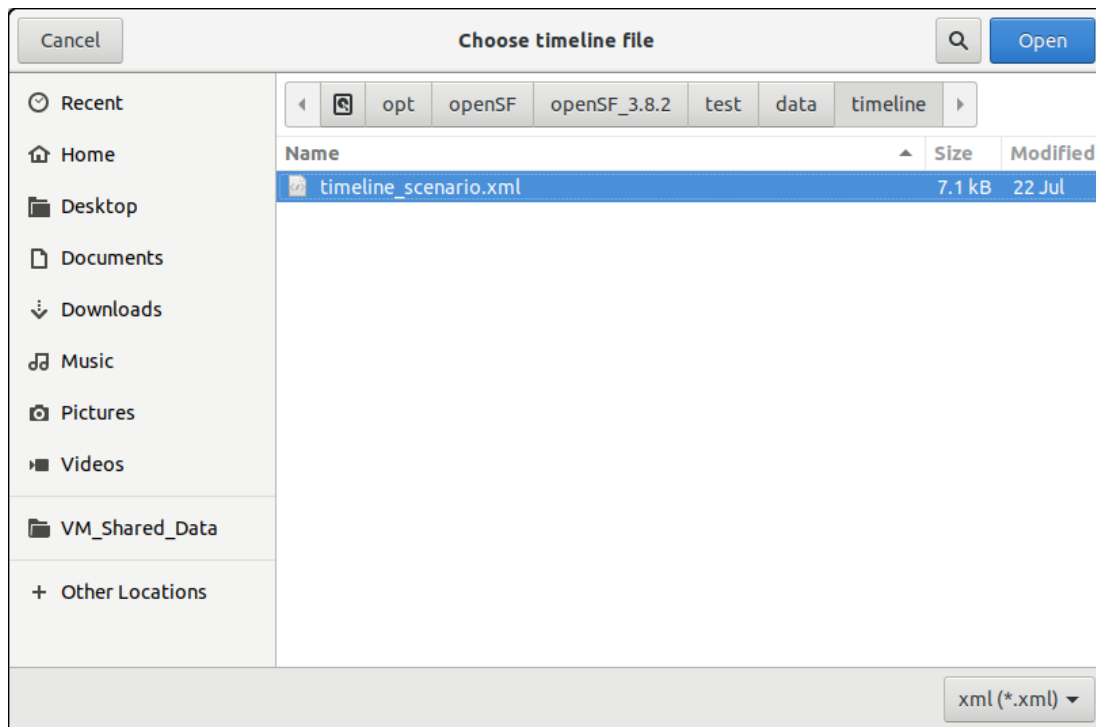 Cancel
Choose timeline file
Open
Recent
Home
Desktop
Documents
Downloads
Music
Pictures
Videos
VM_Shared_Data
Other Locations
opt openSF openSF_3.8.2 test data timeline
Name Size Modified
timeline_scenario.xml 7.1 kB 22 Jul
xml (*.xml)